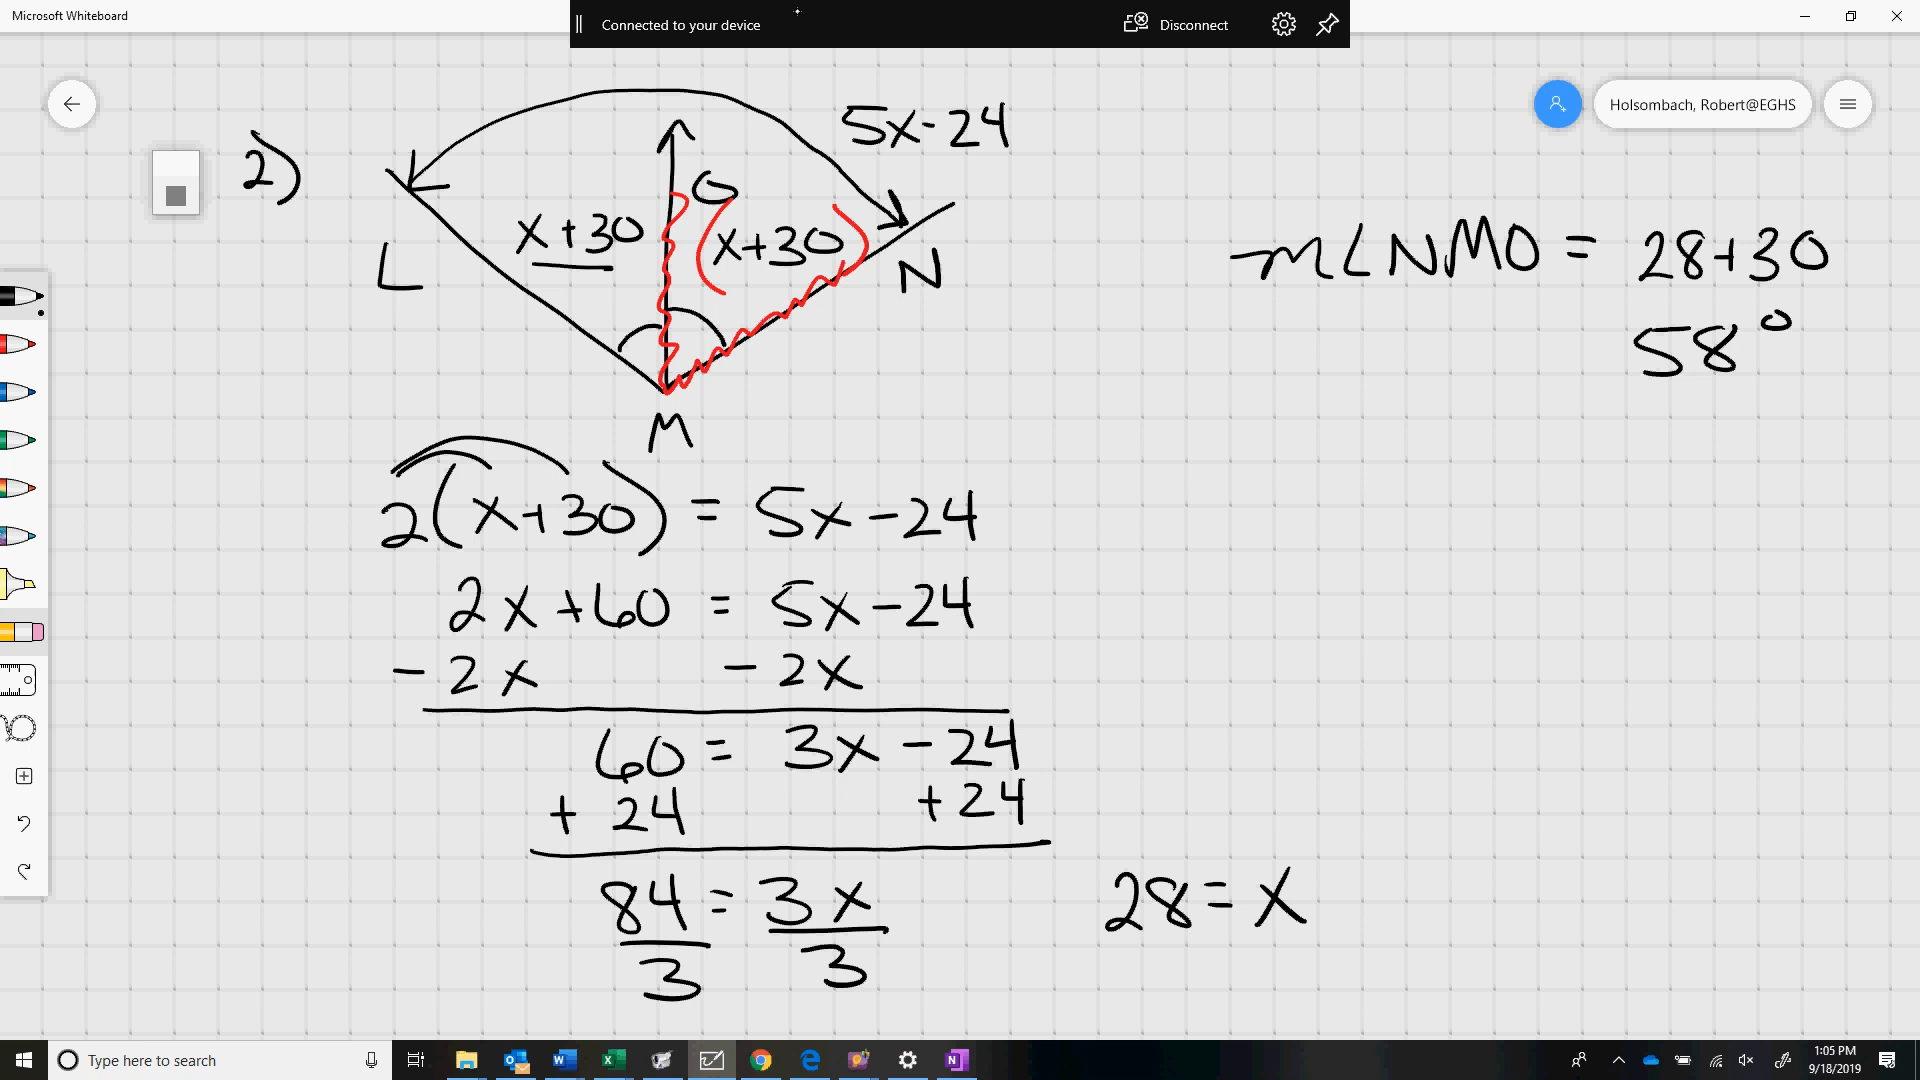 Microsoft Whiteboard
Connected to your device
Disconnect
Holsombach, Robert@EGHS
2)
5x-24
O
x+30
(x+30)
L
N
M
m∠NMO = 28+30
58°
2(x+30) = 5x-24
2x+60 = 5x-24
-2x -2x
60 = 3x-24
+ 24 +24
84 = 3x
3 3
28 = x
Type here to search
1:05 PM
9/18/2019